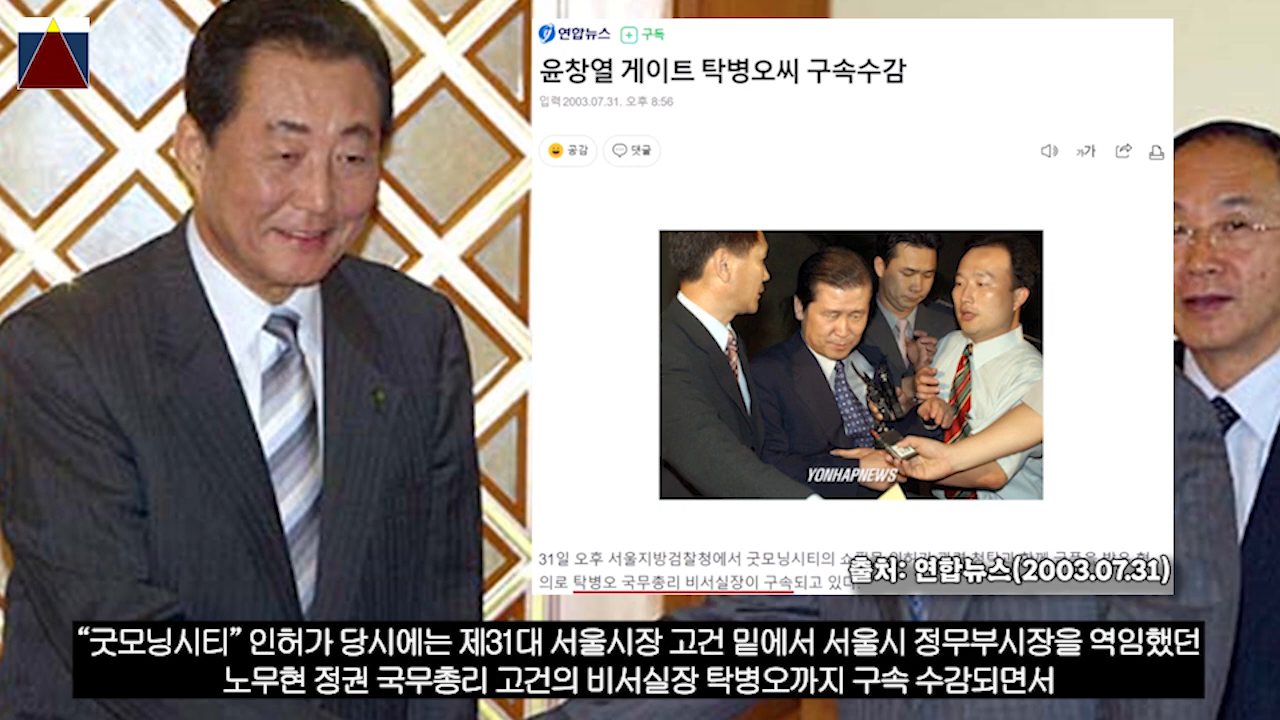 연합뉴스 구독
윤창열 게이트 탁병오씨 구속수감
입력 2003.07.31. 오후 8:56
공감 댓글 가가
YONHAPNEWS
31일 오후 서울지방검찰청에서 굿모닝시티의
의로 탁병오 국무총리 비서실장이 구속되고 있다
출처: 연합뉴스(2003.07.31)
“굿모닝시티” 인허가 당시에는 제31대 서울시장 고건 밑에서 서울시 정무부시장을 역임했던
노무현 정권 국무총리 고건의 비서실장 탁병오까지 구속 수감되면서